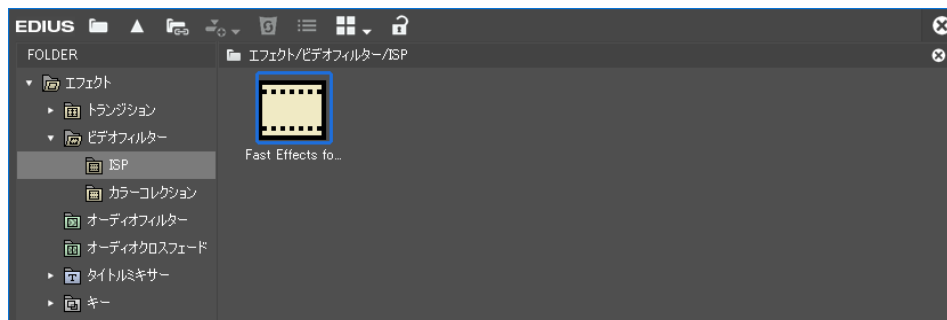 EDIUS
FOLDER
エフェクト/ビデオフィルター/ISP
エフェクト
トランジション
ビデオフィルター
ISP
カラーコレクション
オーディオフィルター
オーディオクロスフェード
タイトルミキサー
キー
Fast Effects fo...